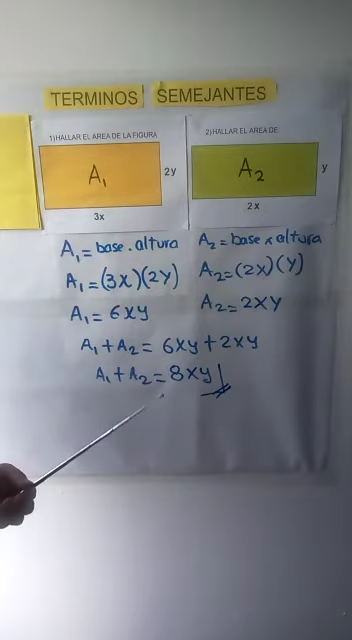 TERMINOS SEMEJANTES
1)HALLAR EL AREA DE LA FIGURA
A₁
2y
3x
2)HALLAR EL AREA DE
A₂
y
2x
A₁ = base . altura
A₁ = (3x)(2y)
A₁ = 6xy
A₂ = base x altura
A₂ = (2x)(y)
A₂ = 2xy
A₁ + A₂ = 6xy + 2xy
A₁ + A₂ = 8xy